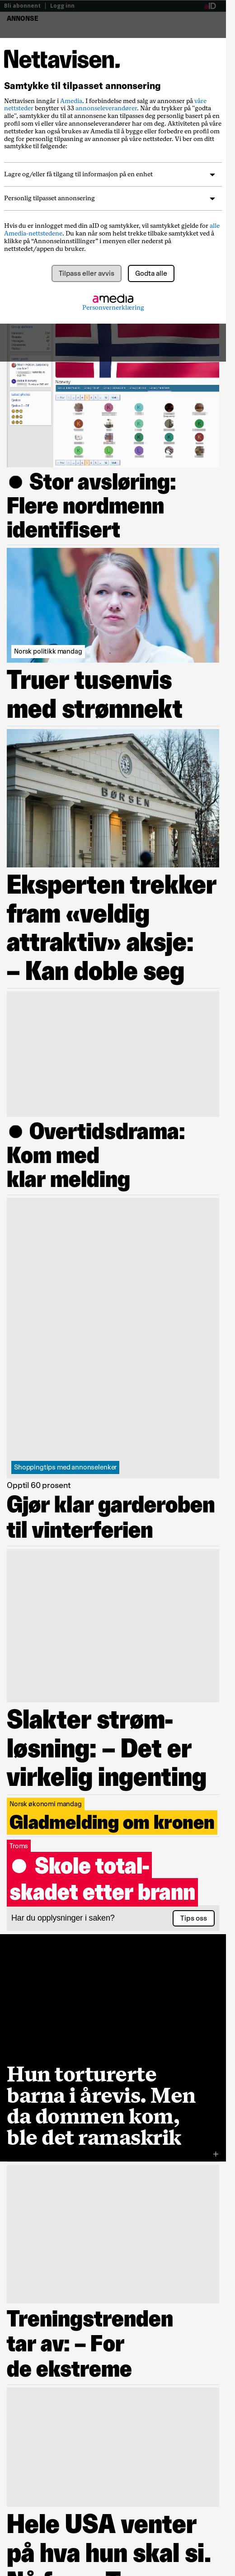 Bli abonnent | Logg inn
aID
ANNONSE
Nettavisen.
Samtykke til tilpasset annonsering
Nettavisen inngår i Amedia. I forbindelse med salg av annonser på våre
nettsteder benytter vi 33 annonseleverandører. Når du trykker på "godta
alle", samtykker du til at annonsene kan tilpasses deg personlig basert på en
profil som vi eller den enkelte annonsør har om deg. Aktiviteten på våre
nettsteder kan også brukes av Amedia til å bygge eller forbedre en profil om
deg for personlig tilpasning av annonser på våre nettsteder. Vi ber om ditt
samtykke til følgende:
Lagre og/eller få tilgang til informasjon på en enhet
Personlig tilpasset annonsering
Hvis du er innlogget med din aID og samtykker, vil samtykket gjelde for alle
Amedia-nettstedene. Du kan når som helst trekke tilbake samtykket ved å
klikke på “Annonseinnstillinger” i menyen eller nederst på
nettstedet/appen du bruker.
Tilpass eller avvis
Godta alle
amedia
Personvernerklæring
Norway
● Stor avsløring:
Flere nordmenn
identifisert
Norsk politikk mandag
Truer tusenvis
med strømnekt
BØRSEN
Eksperten trekker
fram «veldig
attraktiv» aksje:
– Kan doble seg
● Overtidsdrama:
Kom med
klar melding
Shoppingtips med annonselenker
Opptil 60 prosent
Gjør klar garderoben
til vinterferien
Slakter strøm-
løsning: – Det er
virkelig ingenting
Norsk økonomi mandag
Gladmelding om kronen
Troms
● Skole total-
skadet etter brann
Har du opplysninger i saken?
Tips oss
Hun torturerte
barna i årevis. Men
da dommen kom,
ble det ramaskrik
+
Treningstrenden
tar av: – For
de ekstreme
Hele USA venter
på hva hun skal si.